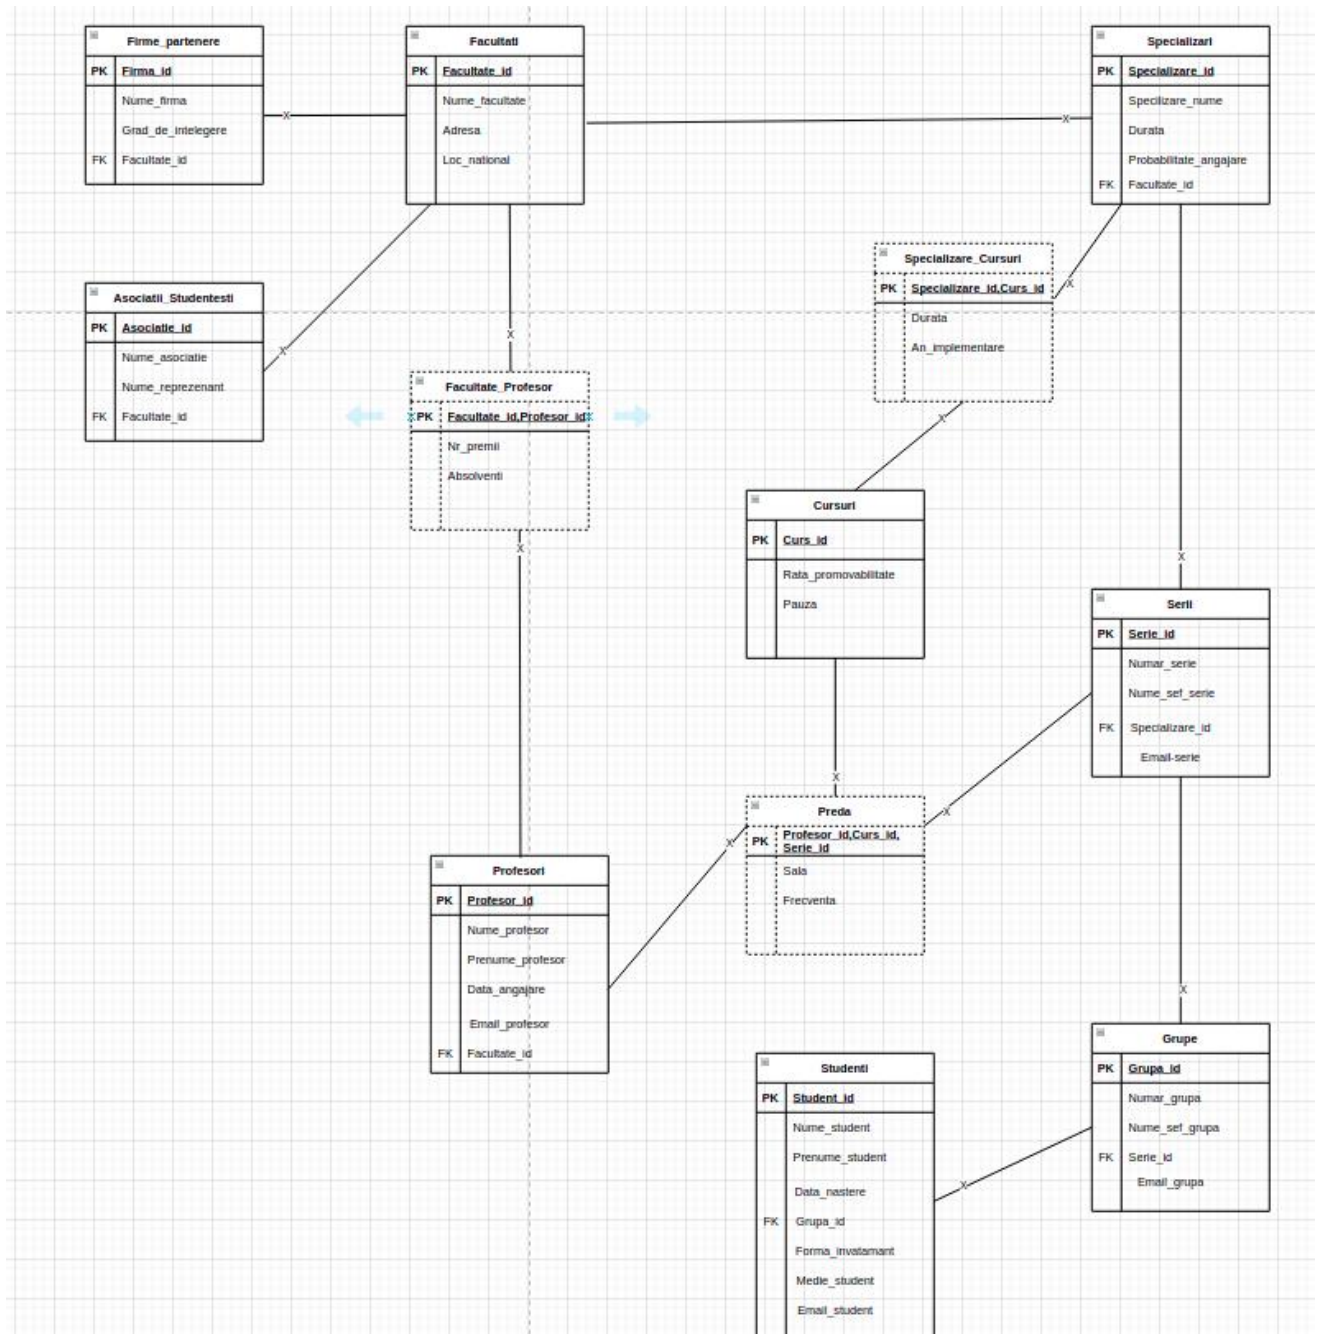 Firme_partenere
PK Firma_id
Nume_firma
Grad_de_intelegere
FK Facultate_id
Facultati
PK Facultate_id
Nume_facultate
Adresa
Loc_national
Specializari
PK Specializare_id
Specilizare_nume
Durata
Probabilitate_angajare
FK Facultate_id
x
x
Specializare_Cursuri
PK Specializare_id,Curs_id
Durata
An_implementare
x
x
Asociatii_Studentesti
PK Asociatie_id
Nume_asociatie
Nume_reprezenant
FK Facultate_id
x
x
Facultate_Profesor
PK Facultate_id,Profesor_id
Nr_premii
Absolventi
x
Cursuri
PK Curs_id
Rata_promovabilitate
Pauza
x
Serii
PK Serie_id
Numar_serie
Nume_sef_serie
FK Specializare_id
Email-serie
x
Preda
PK Profesor_id,Curs_id,
Serie_id
Sala
Frecventa
x
x
Profesori
PK Profesor_id
Nume_profesor
Prenume_profesor
Data_angajare
Email_profesor
FK Facultate_id
x
Grupe
PK Grupa_id
Numar_grupa
Nume_sef_grupa
FK Serie_id
Email_grupa
Studenti
PK Student_id
Nume_student
Prenume_student
Data_nastere
FK Grupa_id
Forma_invatamant
Medie_student
Email_student
x